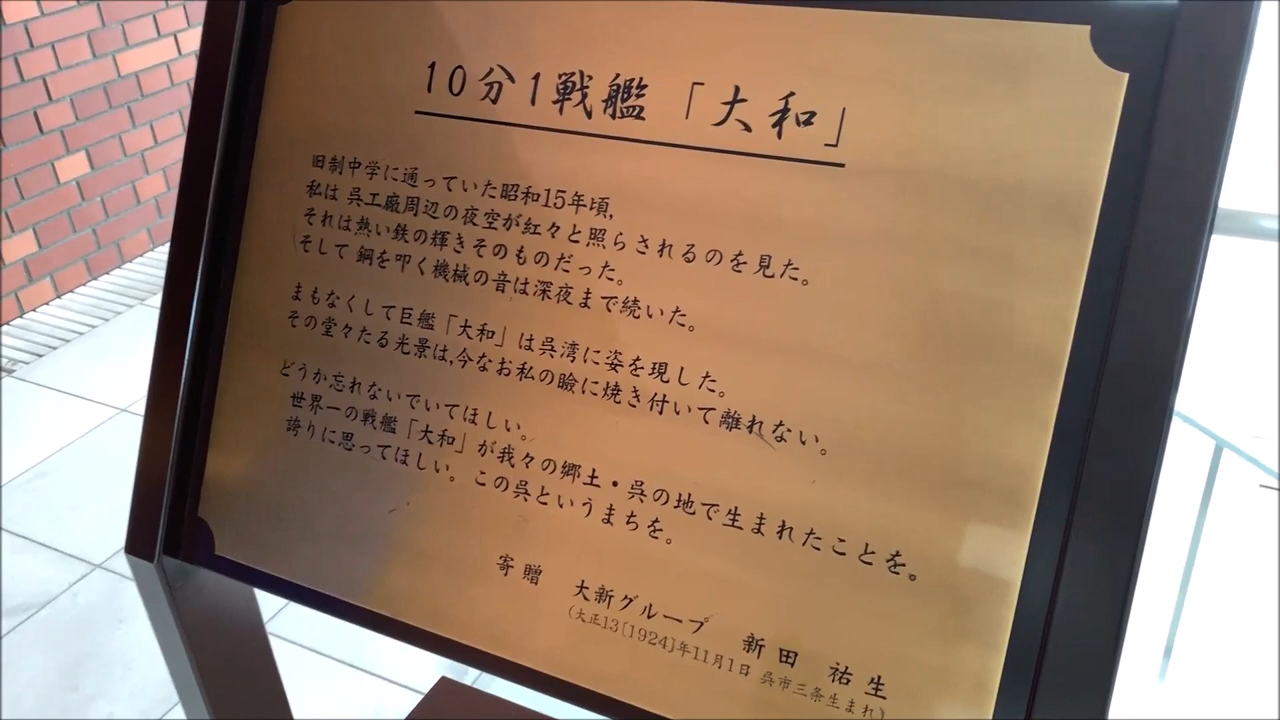 10分1戦艦「大和」
旧制中学に通っていた昭和15年頃,
私は 呉工廠周辺の夜空が紅々と照らされるのを見た。
それは熱い鉄の輝きそのものだった。
そして 鋼を叩く機械の音は深夜まで続いた。
まもなくして巨艦「大和」は呉湾に姿を現した。
その堂々たる光景は,今なお私の瞼に焼き付いて離れない。
どうか忘れないでいてほしい。
世界一の戦艦「大和」が我々の郷土・呉の地で生まれたことを。
誇りに思ってほしい。この呉というまちを。
寄贈 大新グループ 新田 祐生
(大正13[1924]年11月1日 呉市三条生まれ)